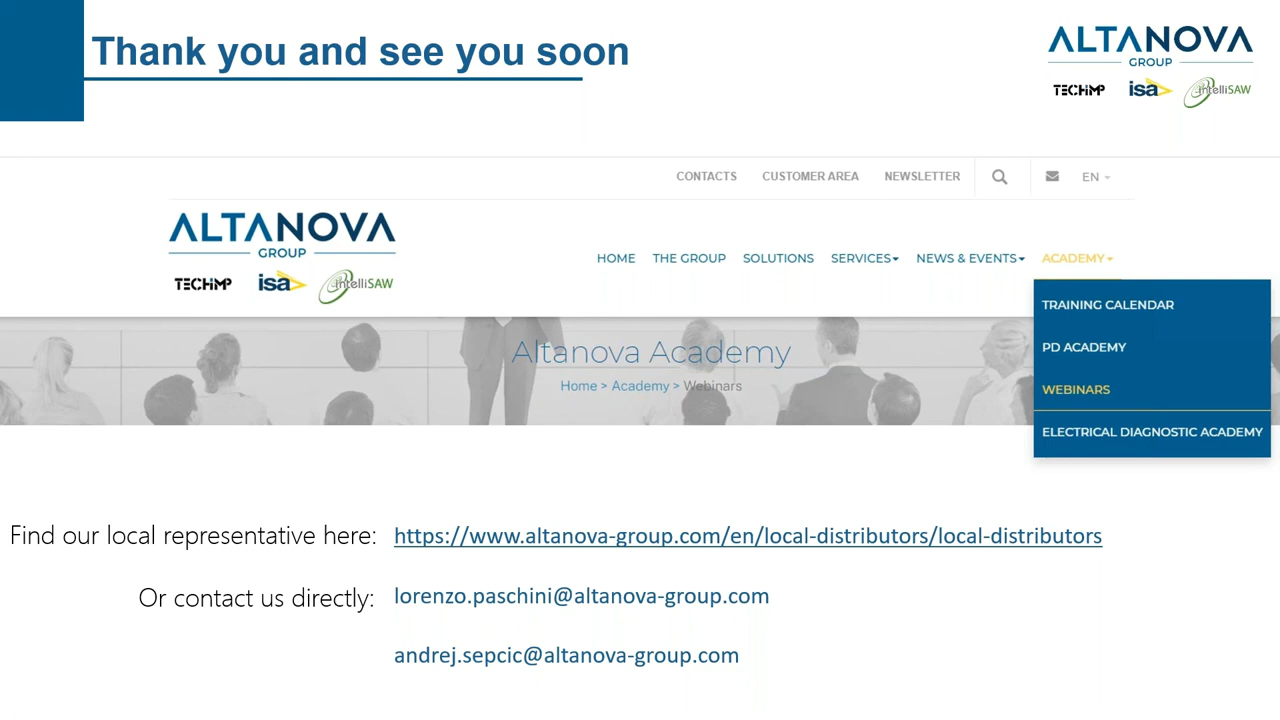 Thank you and see you soon
ALTANOVA
GROUP
TECHIMP isa intelliSAW
CONTACTS CUSTOMER AREA NEWSLETTER EN
ALTANOVA
GROUP
TECHIMP isa intelliSAW
HOME THE GROUP SOLUTIONS SERVICES NEWS & EVENTS ACADEMY
TRAINING CALENDAR
PD ACADEMY
WEBINARS
ELECTRICAL DIAGNOSTIC ACADEMY
Altanova Academy
Home > Academy > Webinars
Find our local representative here: https://www.altanova-group.com/en/local-distributors/local-distributors
Or contact us directly: lorenzo.paschini@altanova-group.com
andrej.sepcic@altanova-group.com